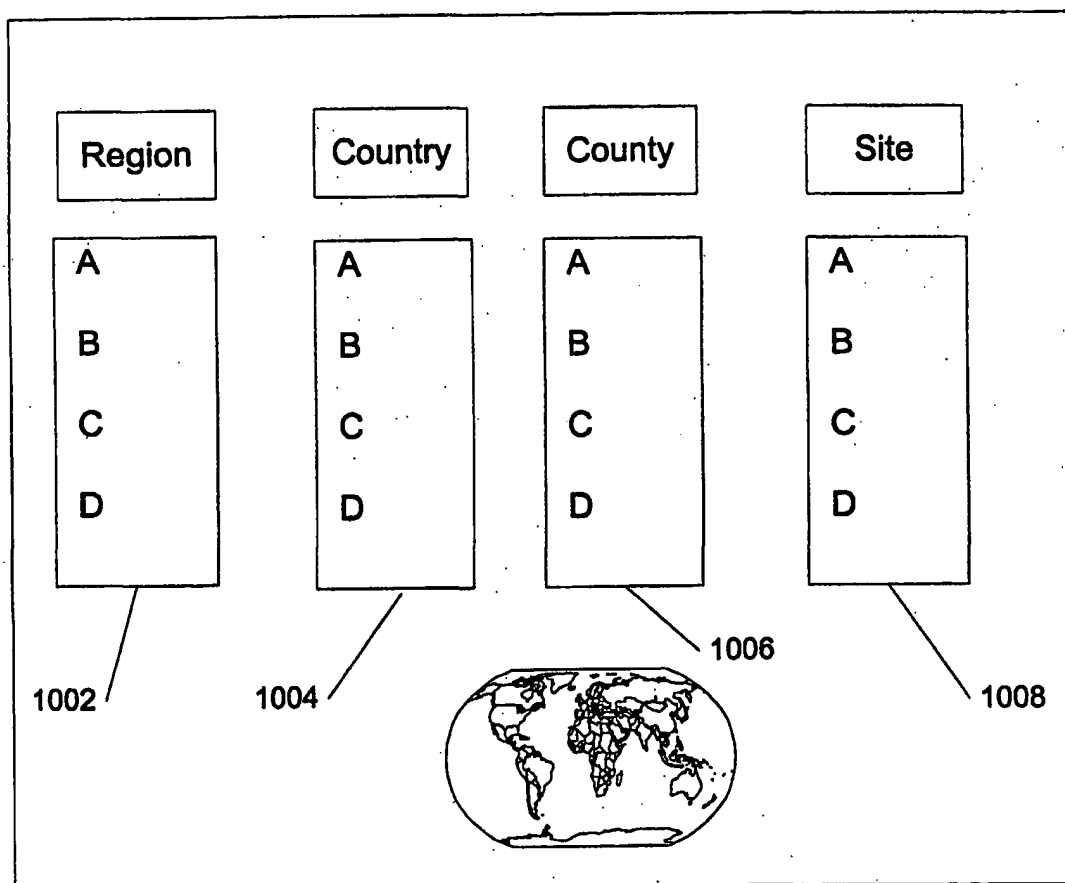 Region Country County Site
A A A A
B B B B
C C C C
D D D D
1006
1002 1004 1008